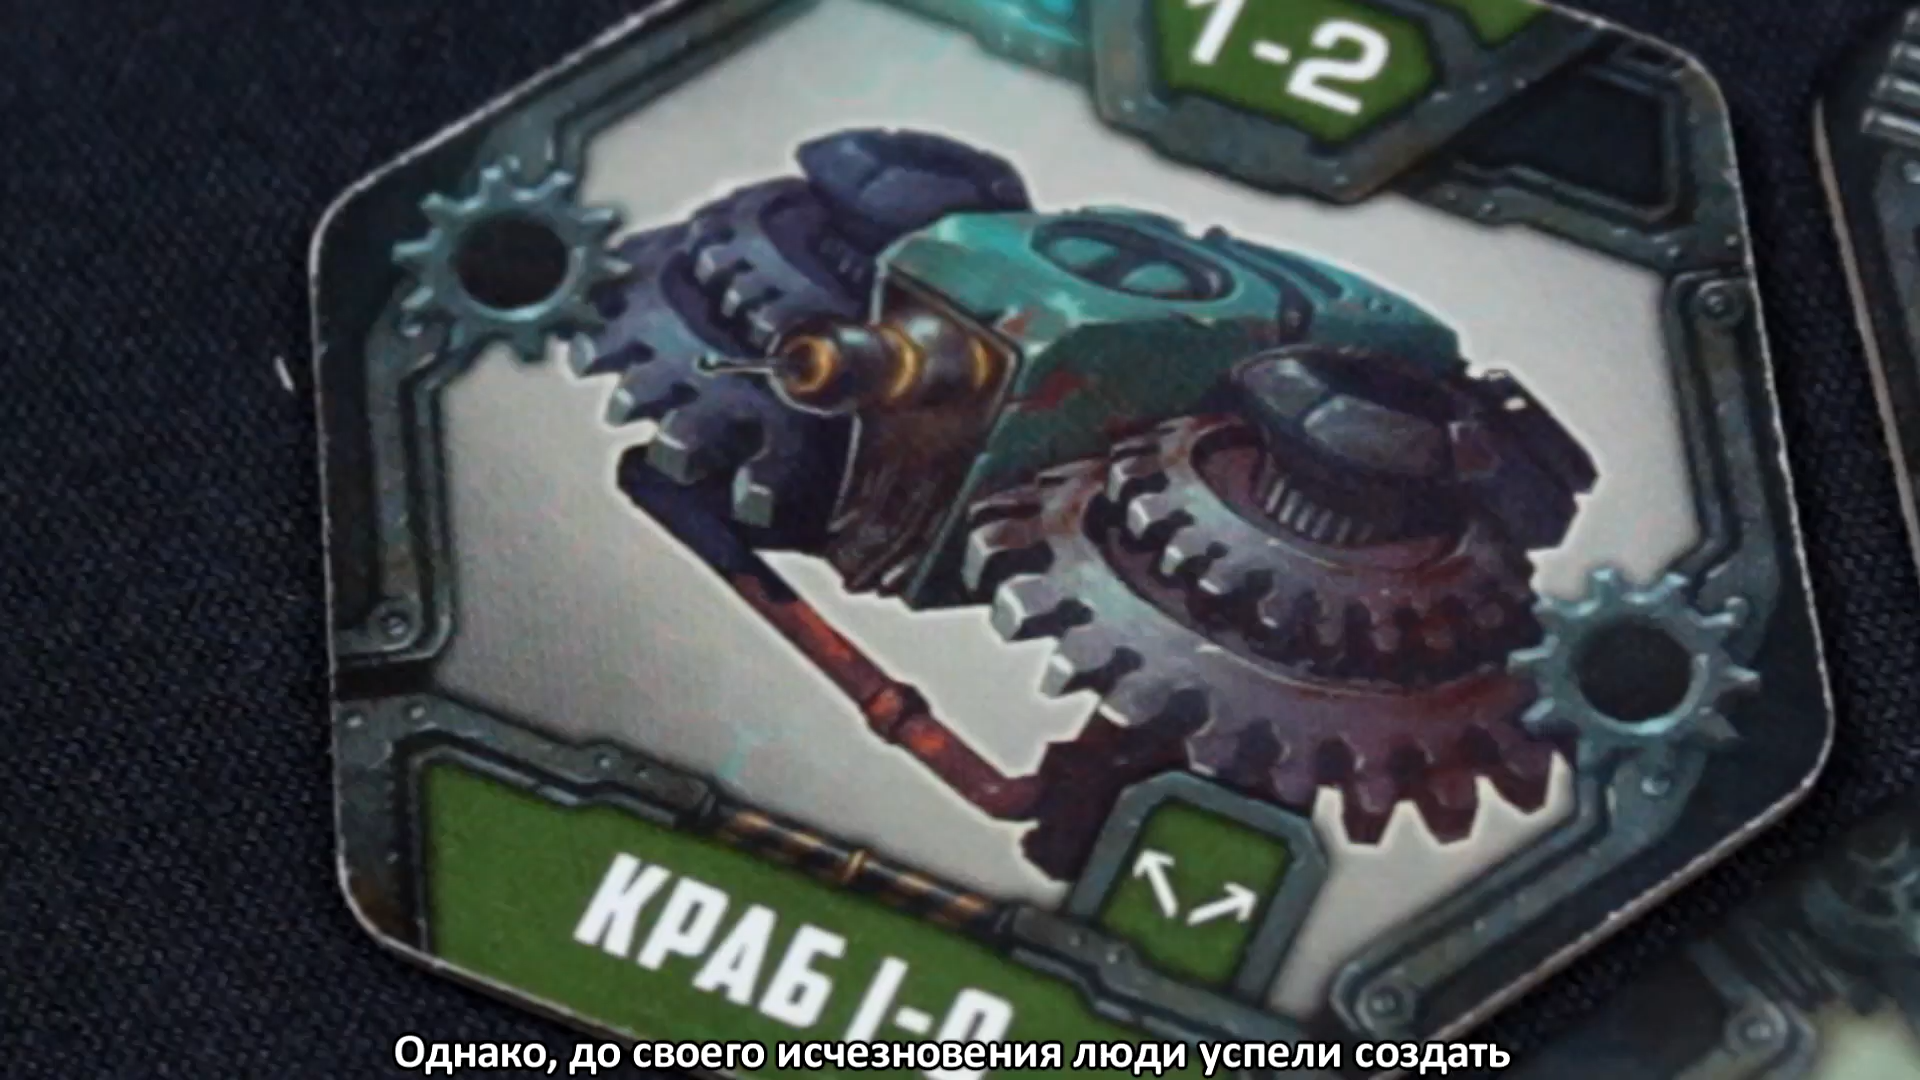 1-2
КРАБ I-0
Однако, до своего исчезновения люди успели создать